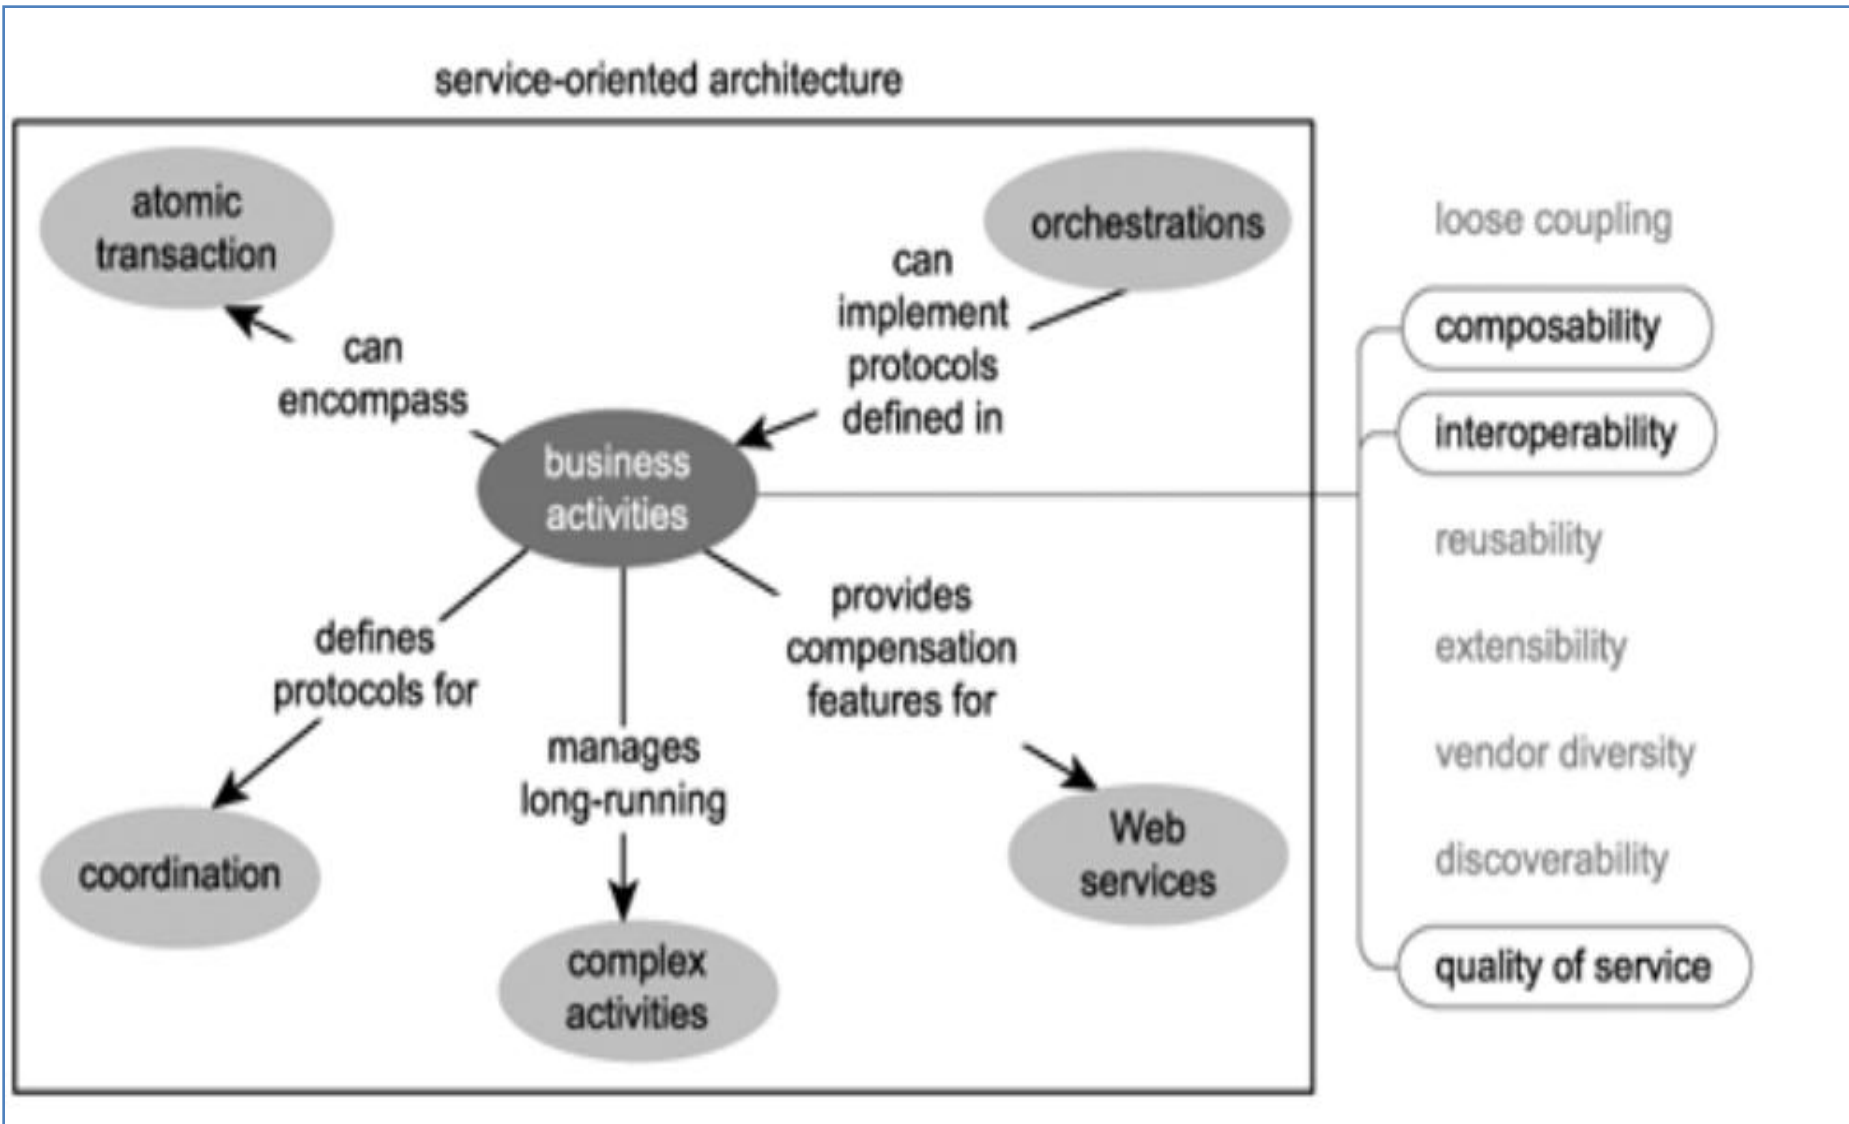 service-oriented architecture
atomic
transaction
orchestrations
can
implement
protocols
defined in
can
encompass
business
activities
defines
protocols for
manages
long-running
provides
compensation
features for
coordination
complex
activities
Web
services
loose coupling
composability
interoperability
reusability
extensibility
vendor diversity
discoverability
quality of service